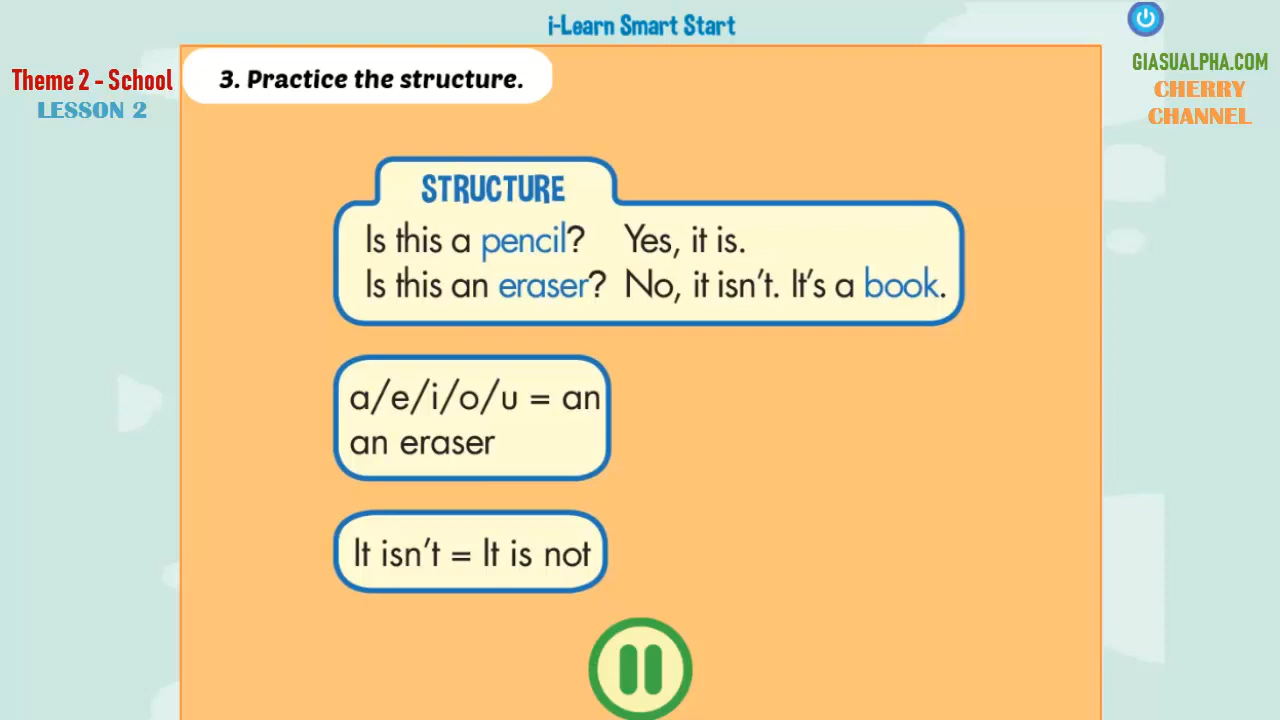 i-Learn Smart Start
Theme 2 - School
LESSON 2
3. Practice the structure.
GIASUALPHA.COM
CHERRY
CHANNEL
STRUCTURE
Is this a pencil? Yes, it is.
Is this an eraser? No, it isn't. It's a book.
a/e/i/o/u = an
an eraser
It isn't = It is not